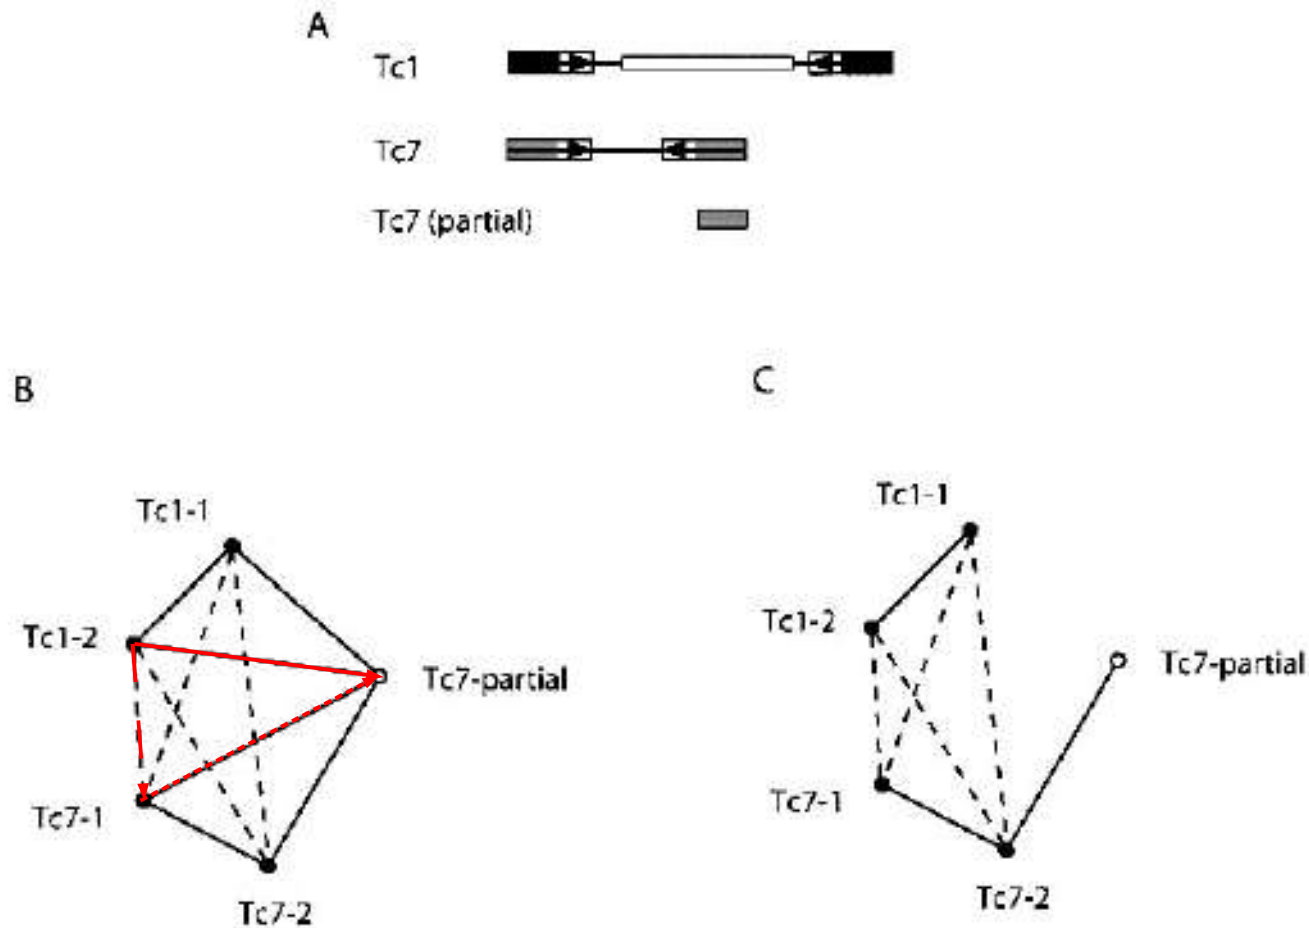 A
Tc1
Tc7
Tc7 (partial)
B
C
Tc1-1
Tc1-2
Tc7-partial
Tc7-1
Tc7-2
Tc1-1
Tc1-2
Tc7-partial
Tc7-1
Tc7-2